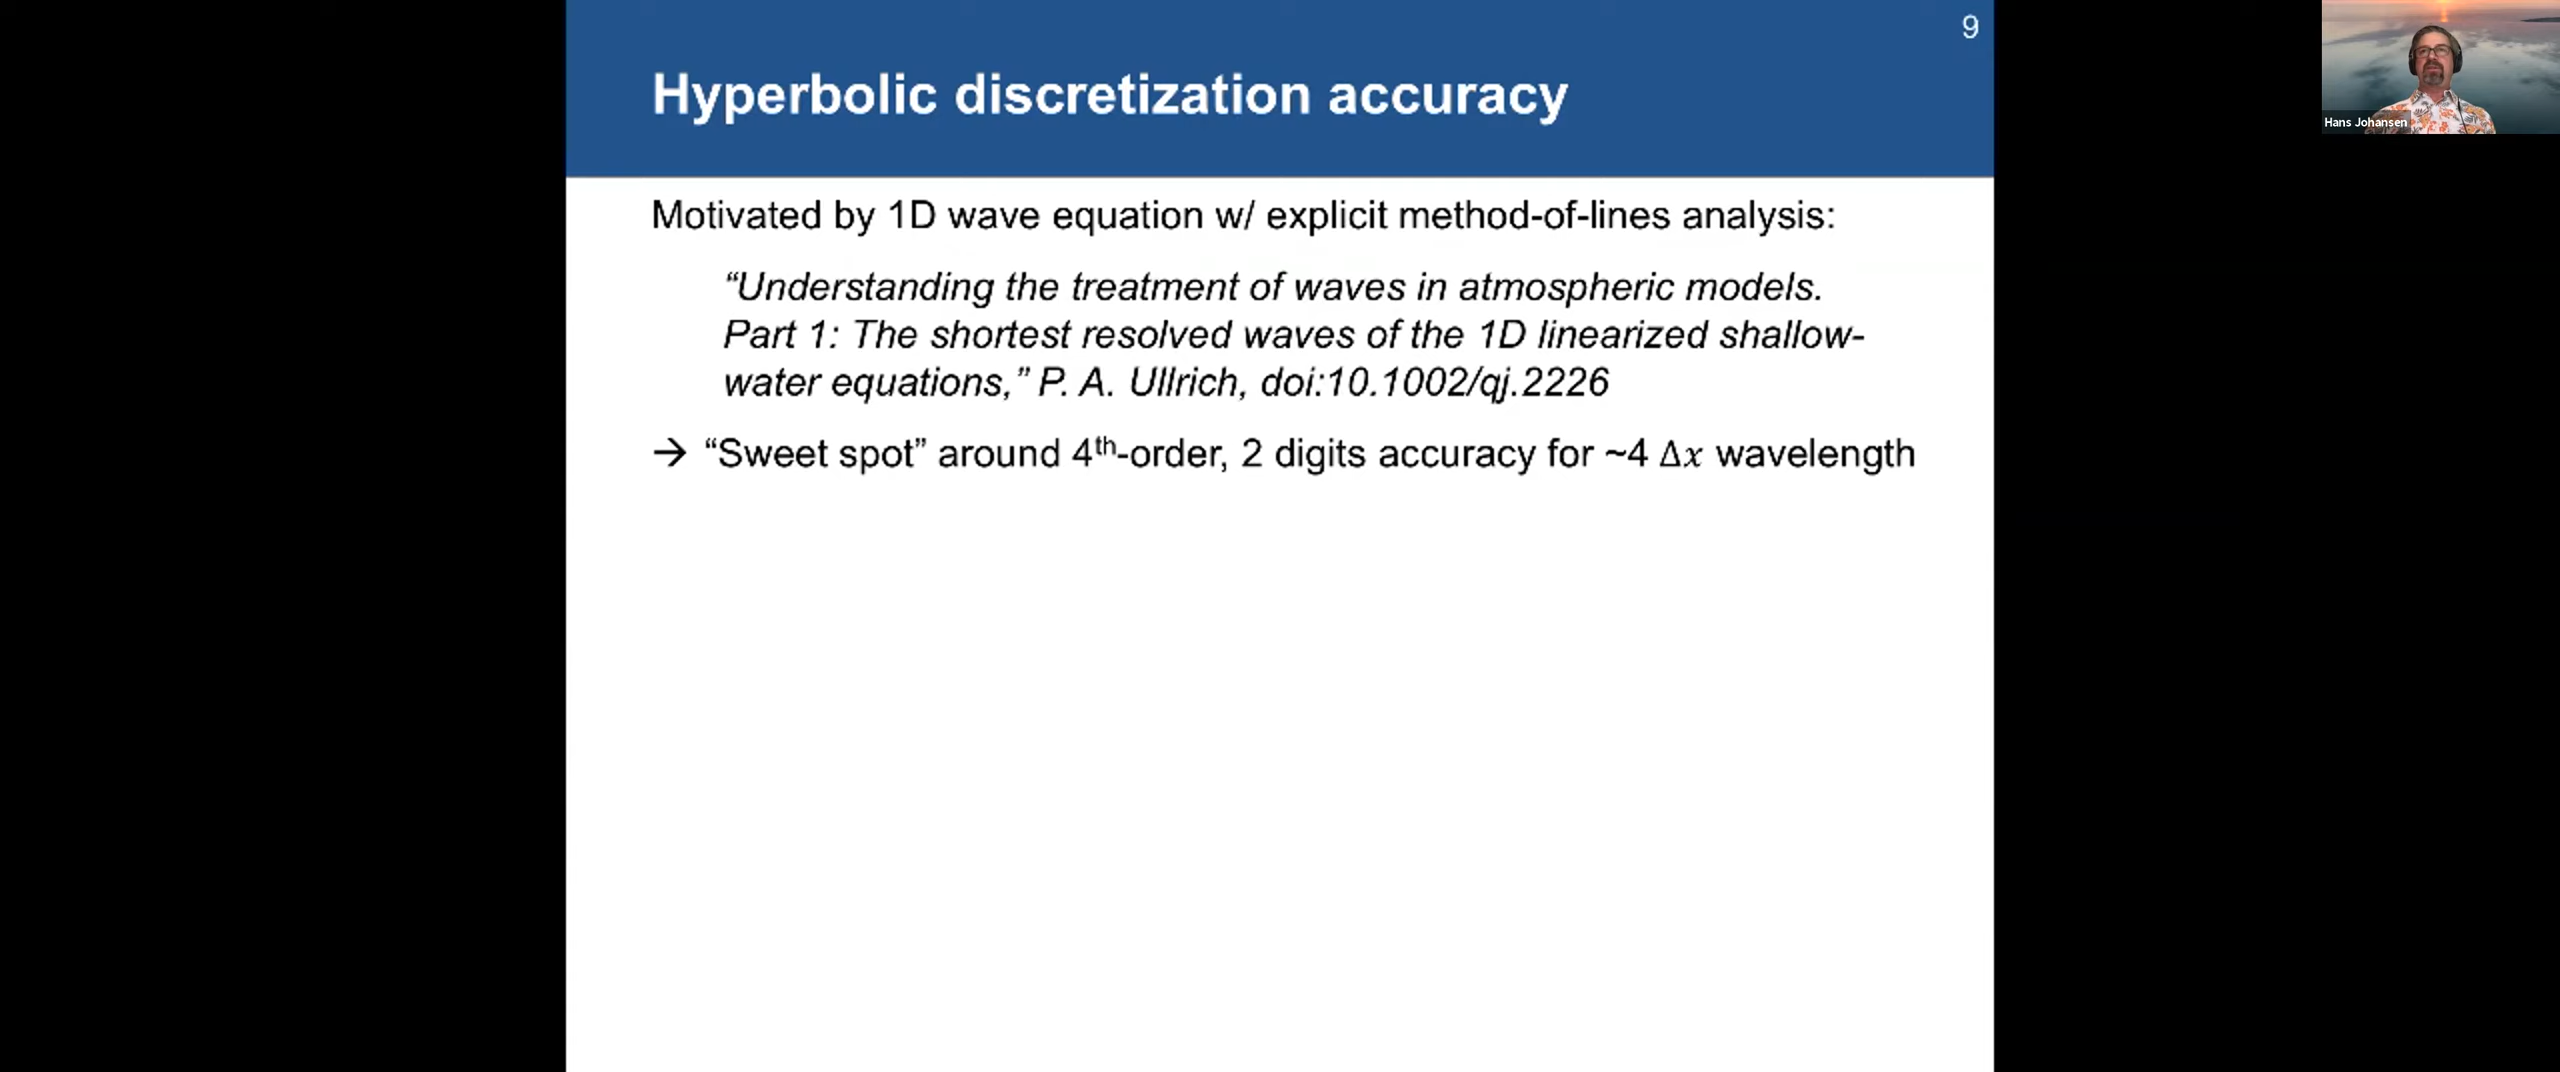 9
Hyperbolic discretization accuracy
Hans Johansen
Motivated by 1D wave equation w/ explicit method-of-lines analysis:
“Understanding the treatment of waves in atmospheric models.
Part 1: The shortest resolved waves of the 1D linearized shallow-
water equations,” P. A. Ullrich, doi:10.1002/qj.2226
→ “Sweet spot” around 4th-order, 2 digits accuracy for ~4 Δx wavelength